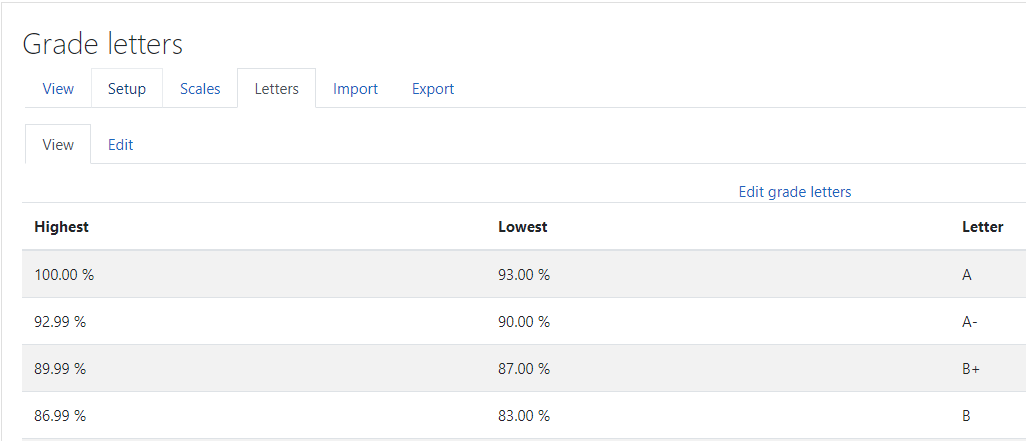 Grade letters
View Setup Scales Letters Import Export
View Edit
Edit grade letters
Highest Lowest Letter
100.00 % 93.00 % A
92.99 % 90.00 % A-
89.99 % 87.00 % B+
86.99 % 83.00 % B